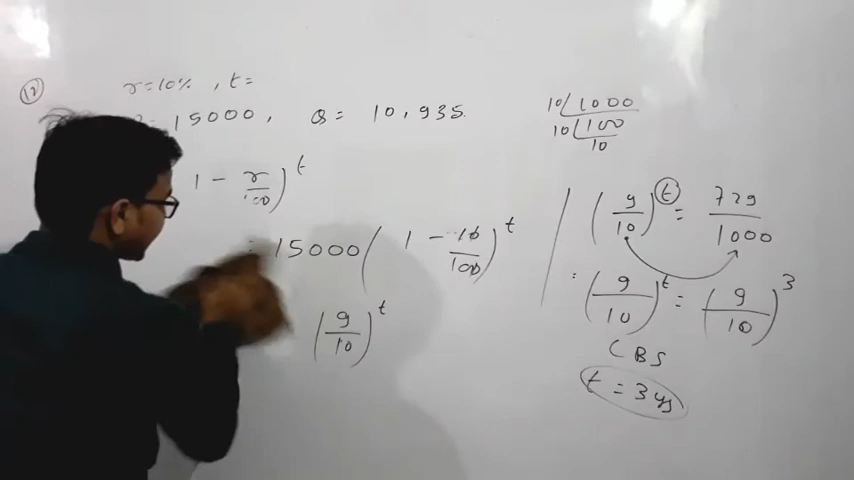 12
r=10% , t=
15000, Q= 10,935.
1 - r/100)^t
= 15000( 1 - 10/100)^t
(9/10)^t
10/1000
10/100
10
(9/10)^t = 729/1000
: (9/10)^t = (9/10)^3
CBS
t = 3 ys